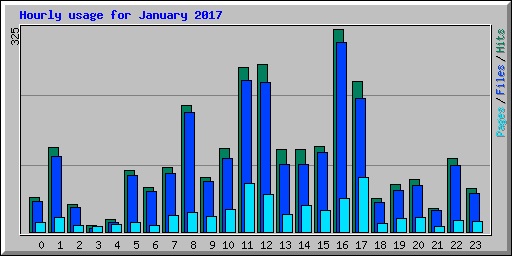 Hourly usage for January 2017
325
Pages/Files/Hits
0 1 2 3 4 5 6 7 8 9 10 11 12 13 14 15 16 17 18 19 20 21 22 23